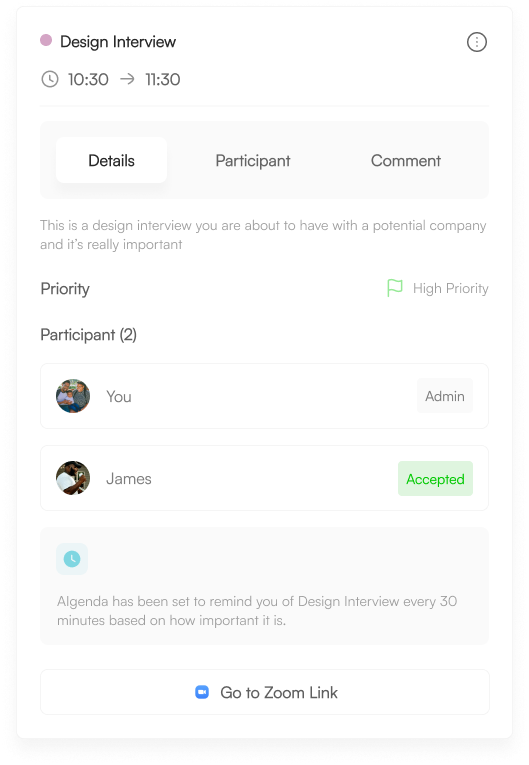 Design Interview
10:30 → 11:30
Details Participant Comment
This is a design interview you are about to have with a potential company
and it's really important
Priority High Priority
Participant (2)
You Admin
James Accepted
AIgenda has been set to remind you of Design Interview every 30
minutes based on how important it is.
Go to Zoom Link